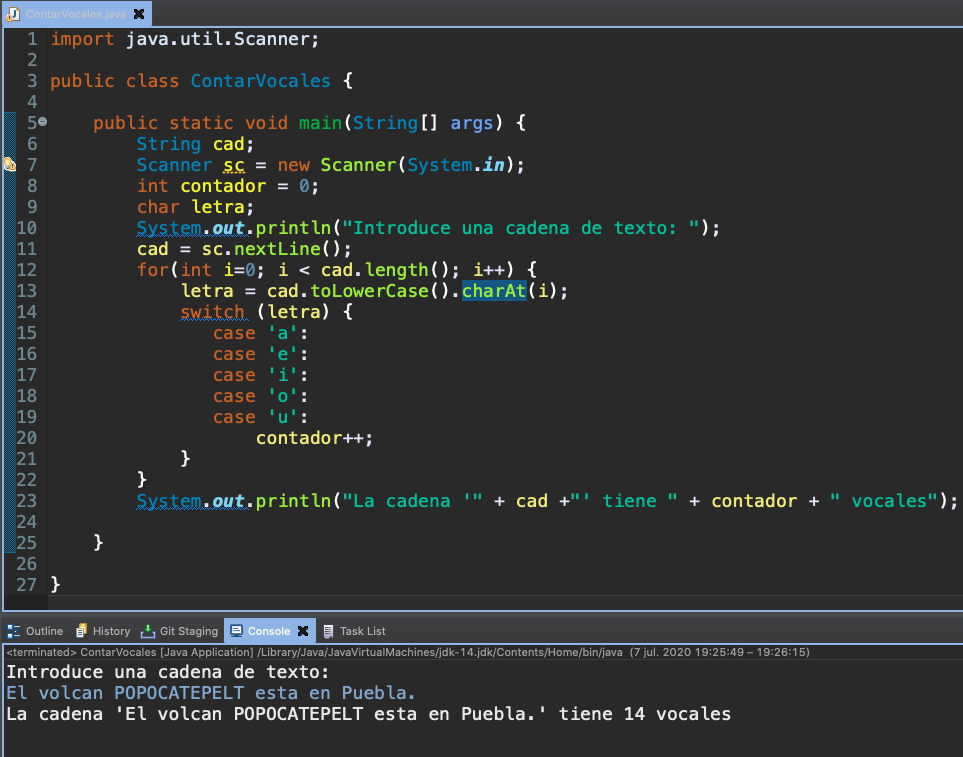 ContarVocales.java
1 import java.util.Scanner;
2
3 public class ContarVocales {
4
5 public static void main(String[] args) {
6 String cad;
7 Scanner sc = new Scanner(System.in);
8 int contador = 0;
9 char letra;
10 System.out.println("Introduce una cadena de texto: ");
11 cad = sc.nextLine();
12 for(int i=0; i < cad.length(); i++) {
13 letra = cad.toLowerCase().charAt(i);
14 switch (letra) {
15 case 'a':
16 case 'e':
17 case 'i':
18 case 'o':
19 case 'u':
20 contador++;
21 }
22 }
23 System.out.println("La cadena '" + cad +"' tiene " + contador + " vocales");
24
25 }
26
27 }
Outline History Git Staging Console Task List
<terminated> ContarVocales [Java Application] /Library/Java/JavaVirtualMachines/jdk-14.jdk/Contents/Home/bin/java (7 jul. 2020 19:25:49 – 19:26:15)
Introduce una cadena de texto:
El volcan POPOCATEPELT esta en Puebla.
La cadena 'El volcan POPOCATEPELT esta en Puebla.' tiene 14 vocales